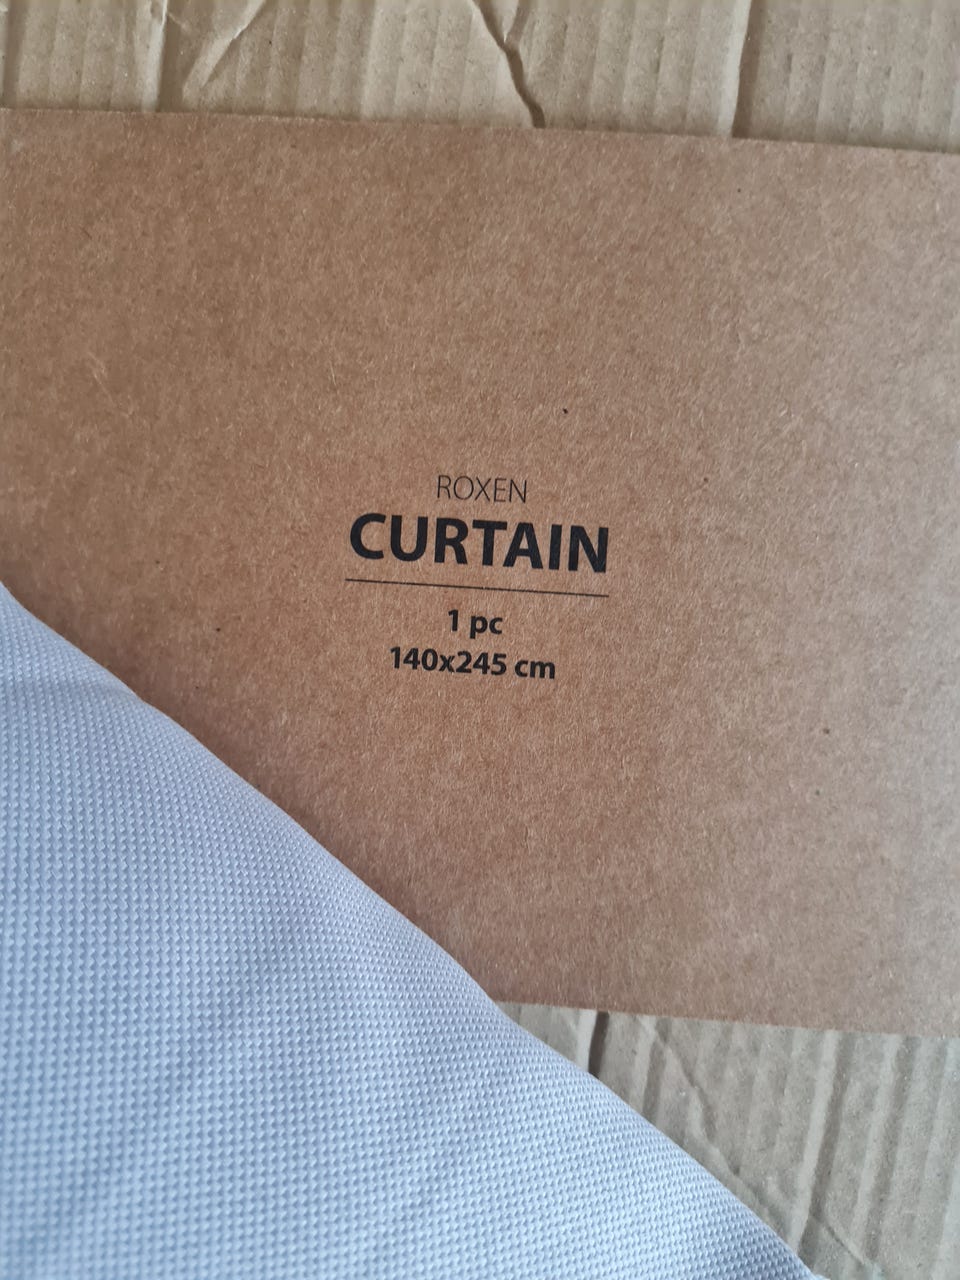 ROXEN
CURTAIN
1 pc
140x245 cm